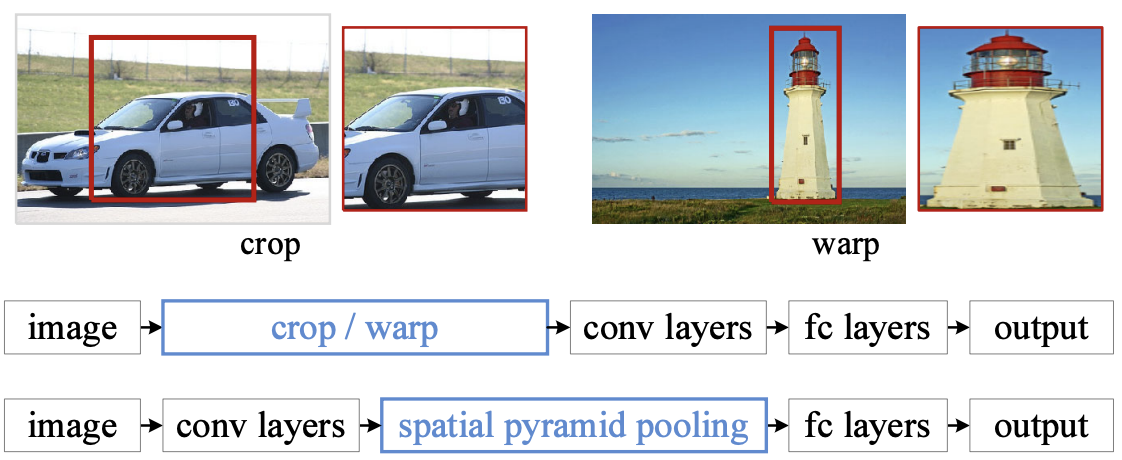 crop
warp
image crop / warp conv layers fc layers output
image conv layers spatial pyramid pooling fc layers output